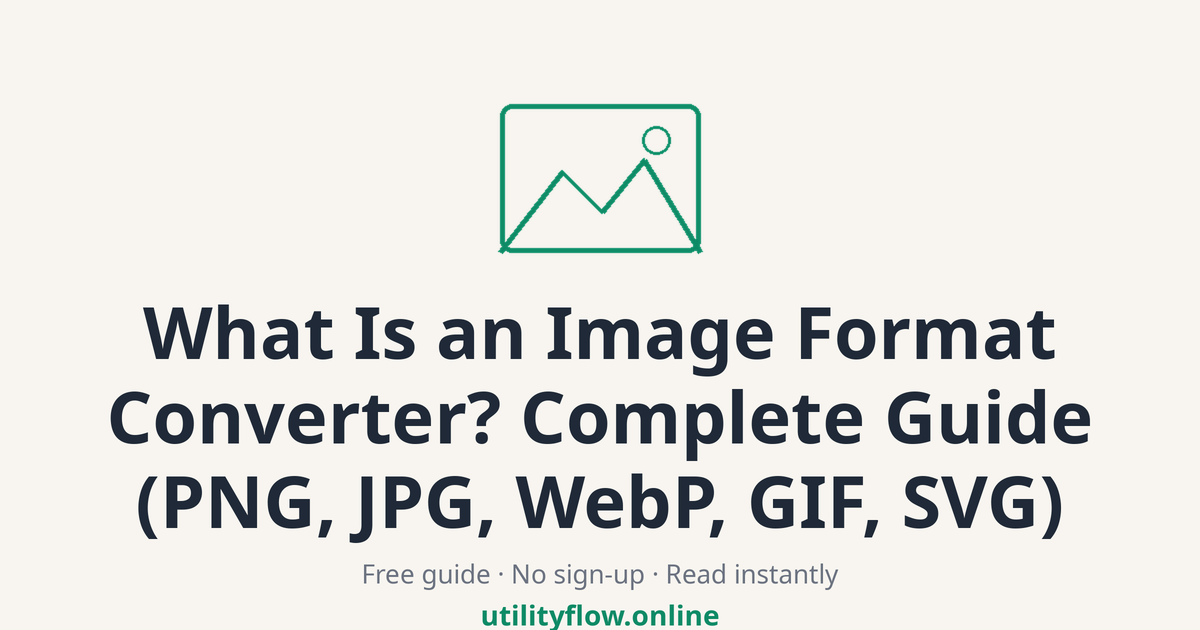 What Is an Image Format
Converter? Complete Guide
(PNG, JPG, WebP, GIF, SVG)
Free guide · No sign-up · Read instantly
utilityflow.online